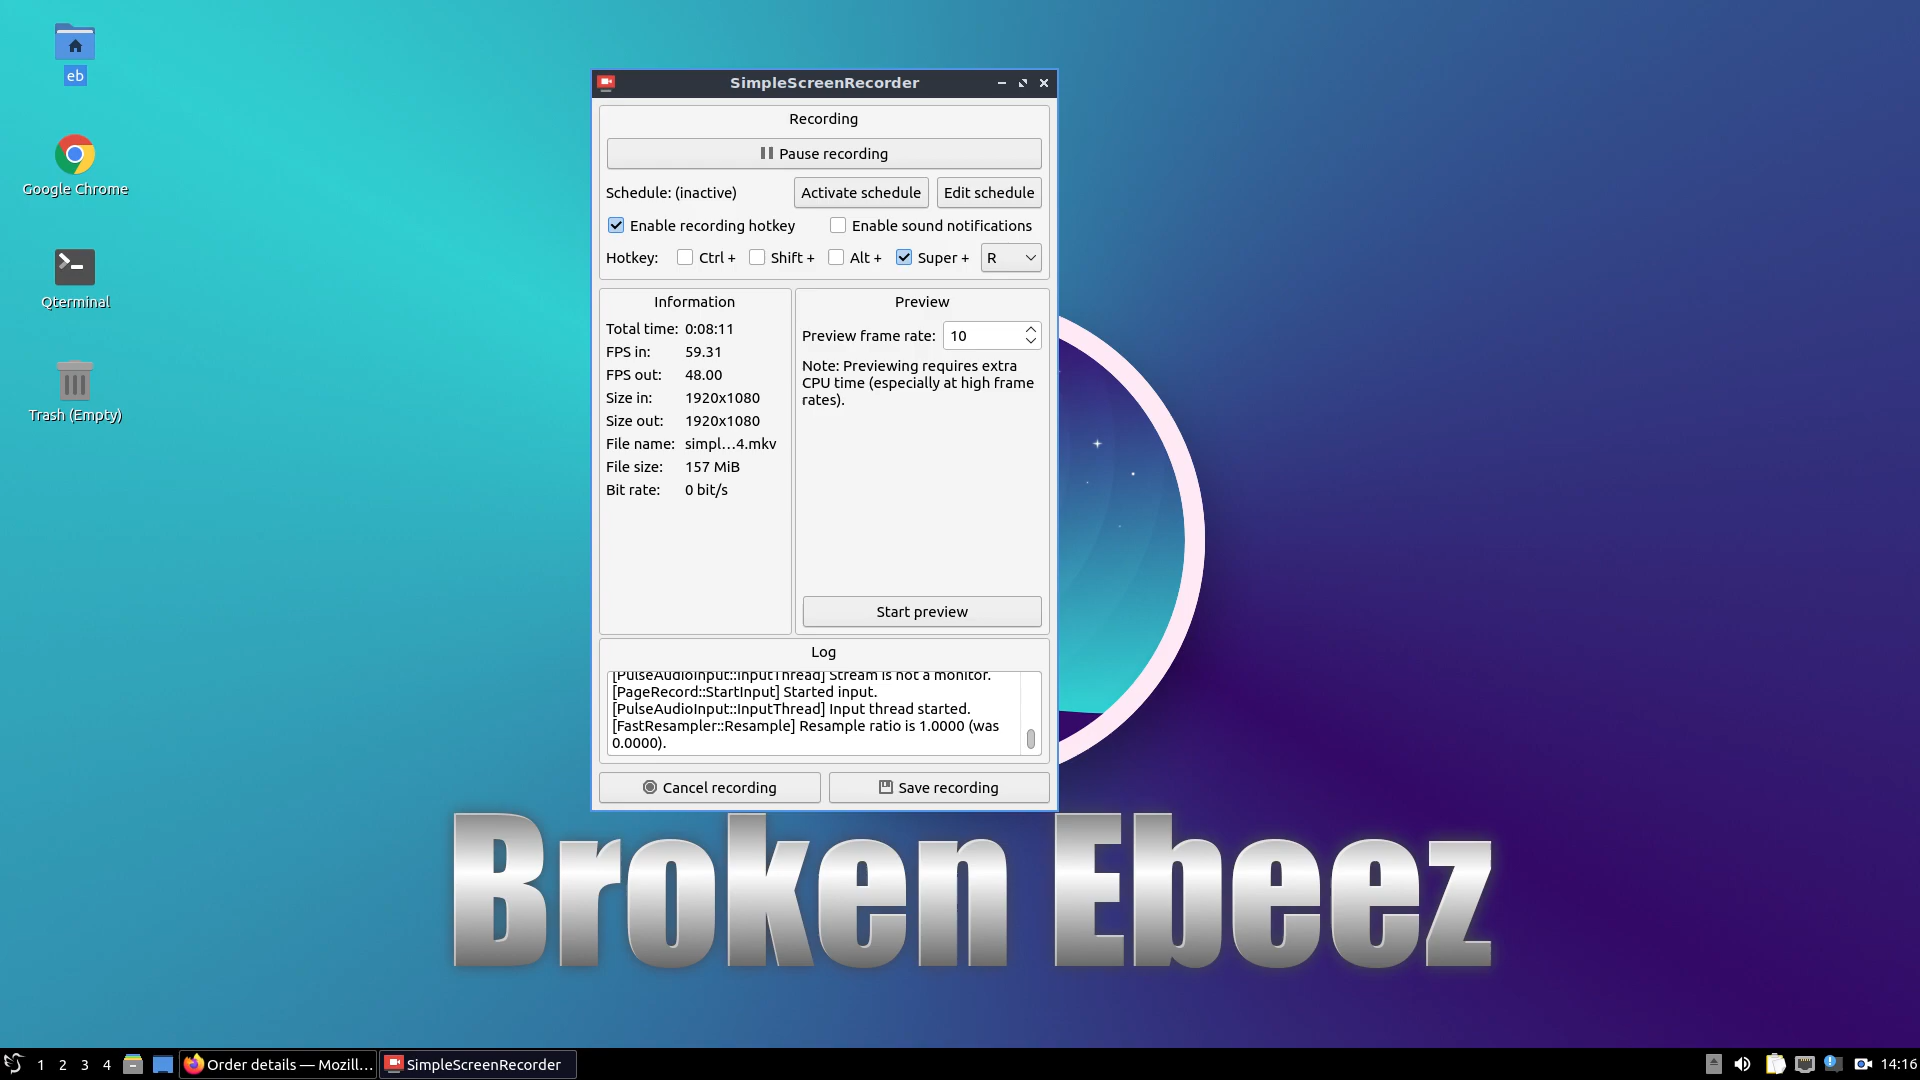 eb
Google Chrome
Qterminal
Trash (Empty)
SimpleScreenRecorder
Recording
Pause recording
Schedule: (inactive)
Activate schedule
Edit schedule
Enable recording hotkey
Enable sound notifications
Hotkey:
Ctrl +
Shift +
Alt +
Super +
R
Information
Total time: 0:08:11
FPS in: 59.31
FPS out: 48.00
Size in: 1920x1080
Size out: 1920x1080
File name: simpl…4.mkv
File size: 157 MiB
Bit rate: 0 bit/s
Preview
Preview frame rate: 10
Note: Previewing requires extra
CPU time (especially at high frame
rates).
Start preview
Log
[PulseAudioInput::InputThread] Stream is not a monitor.
[PageRecord::StartInput] Started input.
[PulseAudioInput::InputThread] Input thread started.
[FastResampler::Resample] Resample ratio is 1.0000 (was
0.0000).
Cancel recording
Save recording
Broken Ebeez
1 2 3 4
Order details — Mozill…
SimpleScreenRecorder
14:16